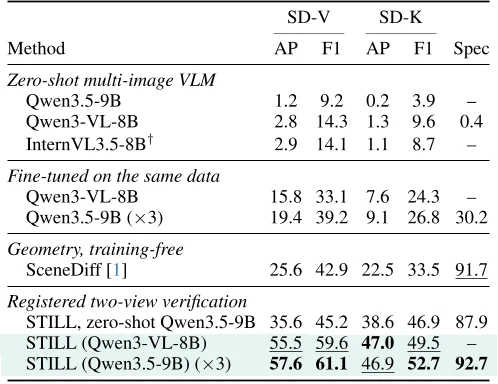 SD-V SD-K
Method AP F1 AP F1 Spec
Zero-shot multi-image VLM
Qwen3.5-9B 1.2 9.2 0.2 3.9 –
Qwen3-VL-8B 2.8 14.3 1.3 9.6 0.4
InternVL3.5-8B† 2.9 14.1 1.1 8.7 –
Fine-tuned on the same data
Qwen3-VL-8B 15.8 33.1 7.6 24.3 –
Qwen3.5-9B (×3) 19.4 39.2 9.1 26.8 30.2
Geometry, training-free
SceneDiff [1] 25.6 42.9 22.5 33.5 91.7
Registered two-view verification
STILL, zero-shot Qwen3.5-9B 35.6 45.2 38.6 46.9 87.9
STILL (Qwen3-VL-8B) 55.5 59.6 47.0 49.5 –
STILL (Qwen3.5-9B) (×3) 57.6 61.1 46.9 52.7 92.7